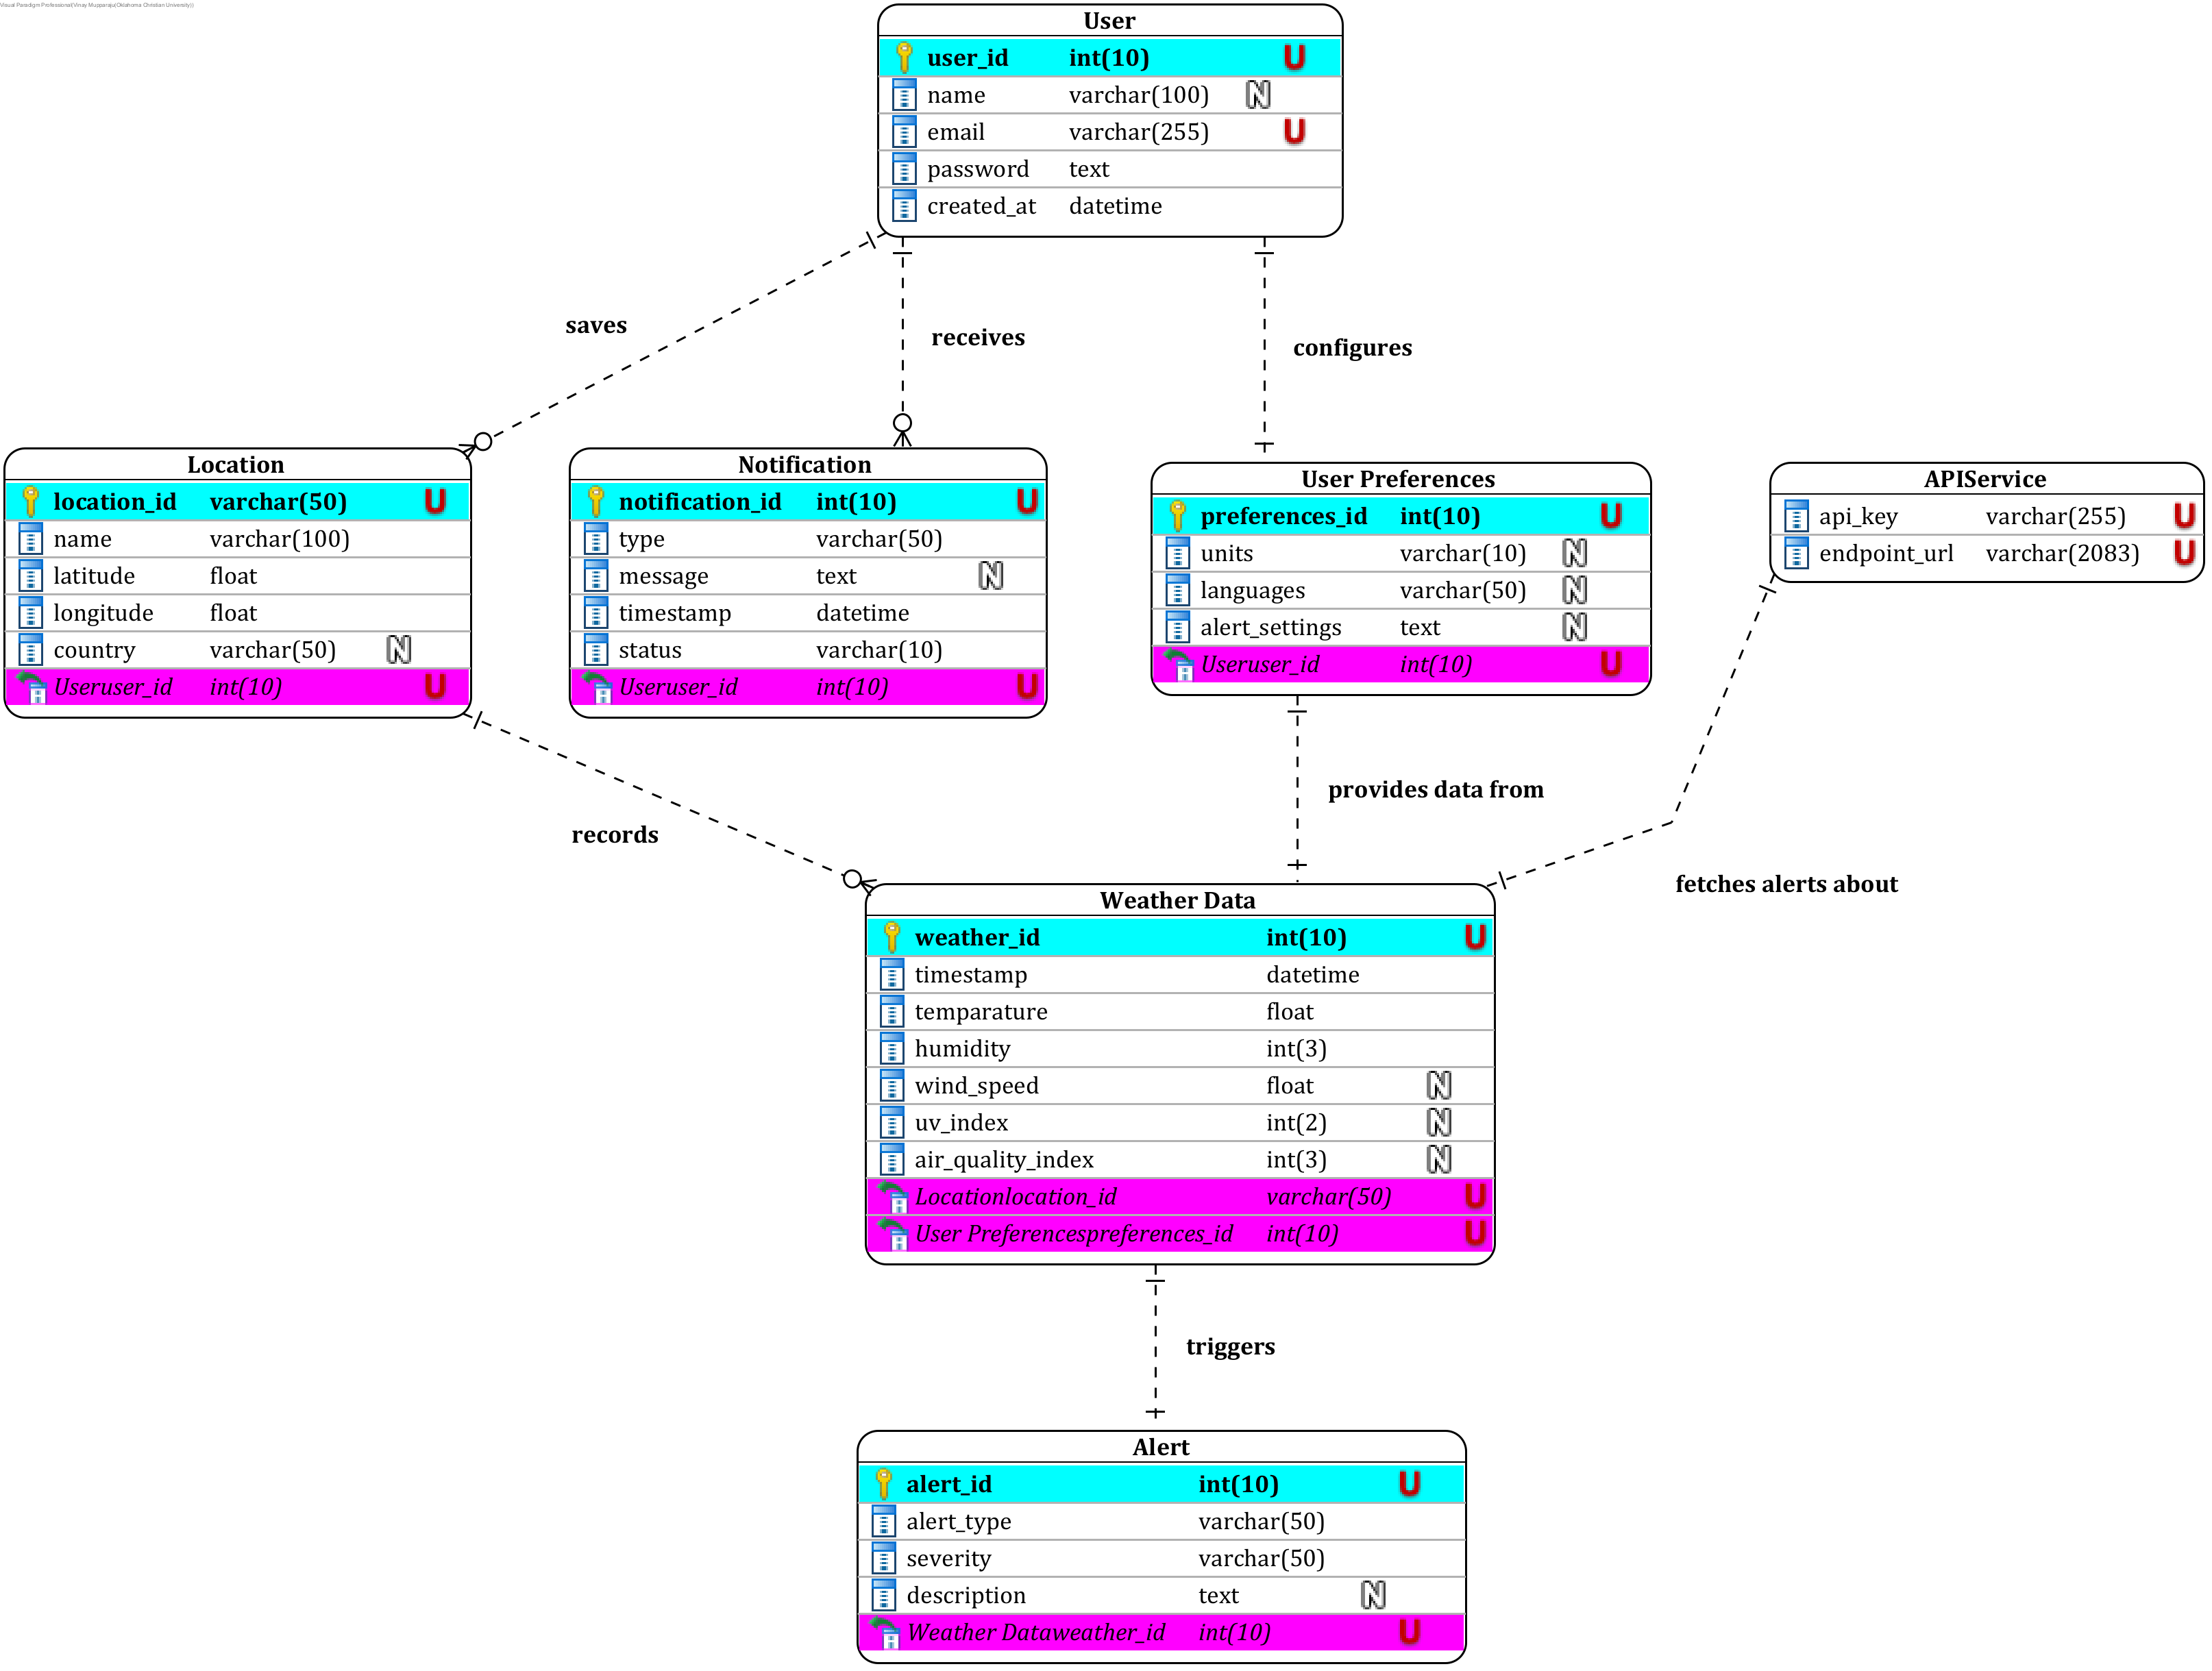 Visual Paradigm Professional(Vinay Mupparaju(Oklahoma Christian University))
User
user_id int(10) U
name varchar(100) N
email varchar(255) U
password text
created_at datetime
saves
receives
configures
Location
location_id varchar(50) U
name varchar(100)
latitude float
longitude float
country varchar(50) N
Useruser_id int(10) U
Notification
notification_id int(10) U
type varchar(50)
message text N
timestamp datetime
status varchar(10)
Useruser_id int(10) U
User Preferences
preferences_id int(10) U
units varchar(10) N
languages varchar(50) N
alert_settings text N
Useruser_id int(10) U
APIService
api_key varchar(255) U
endpoint_url varchar(2083) U
records
provides data from
fetches alerts about
Weather Data
weather_id int(10) U
timestamp datetime
temparature float
humidity int(3)
wind_speed float N
uv_index int(2) N
air_quality_index int(3) N
Locationlocation_id varchar(50) U
User Preferencespreferences_id int(10) U
triggers
Alert
alert_id int(10) U
alert_type varchar(50)
severity varchar(50)
description text N
Weather Dataweather_id int(10) U